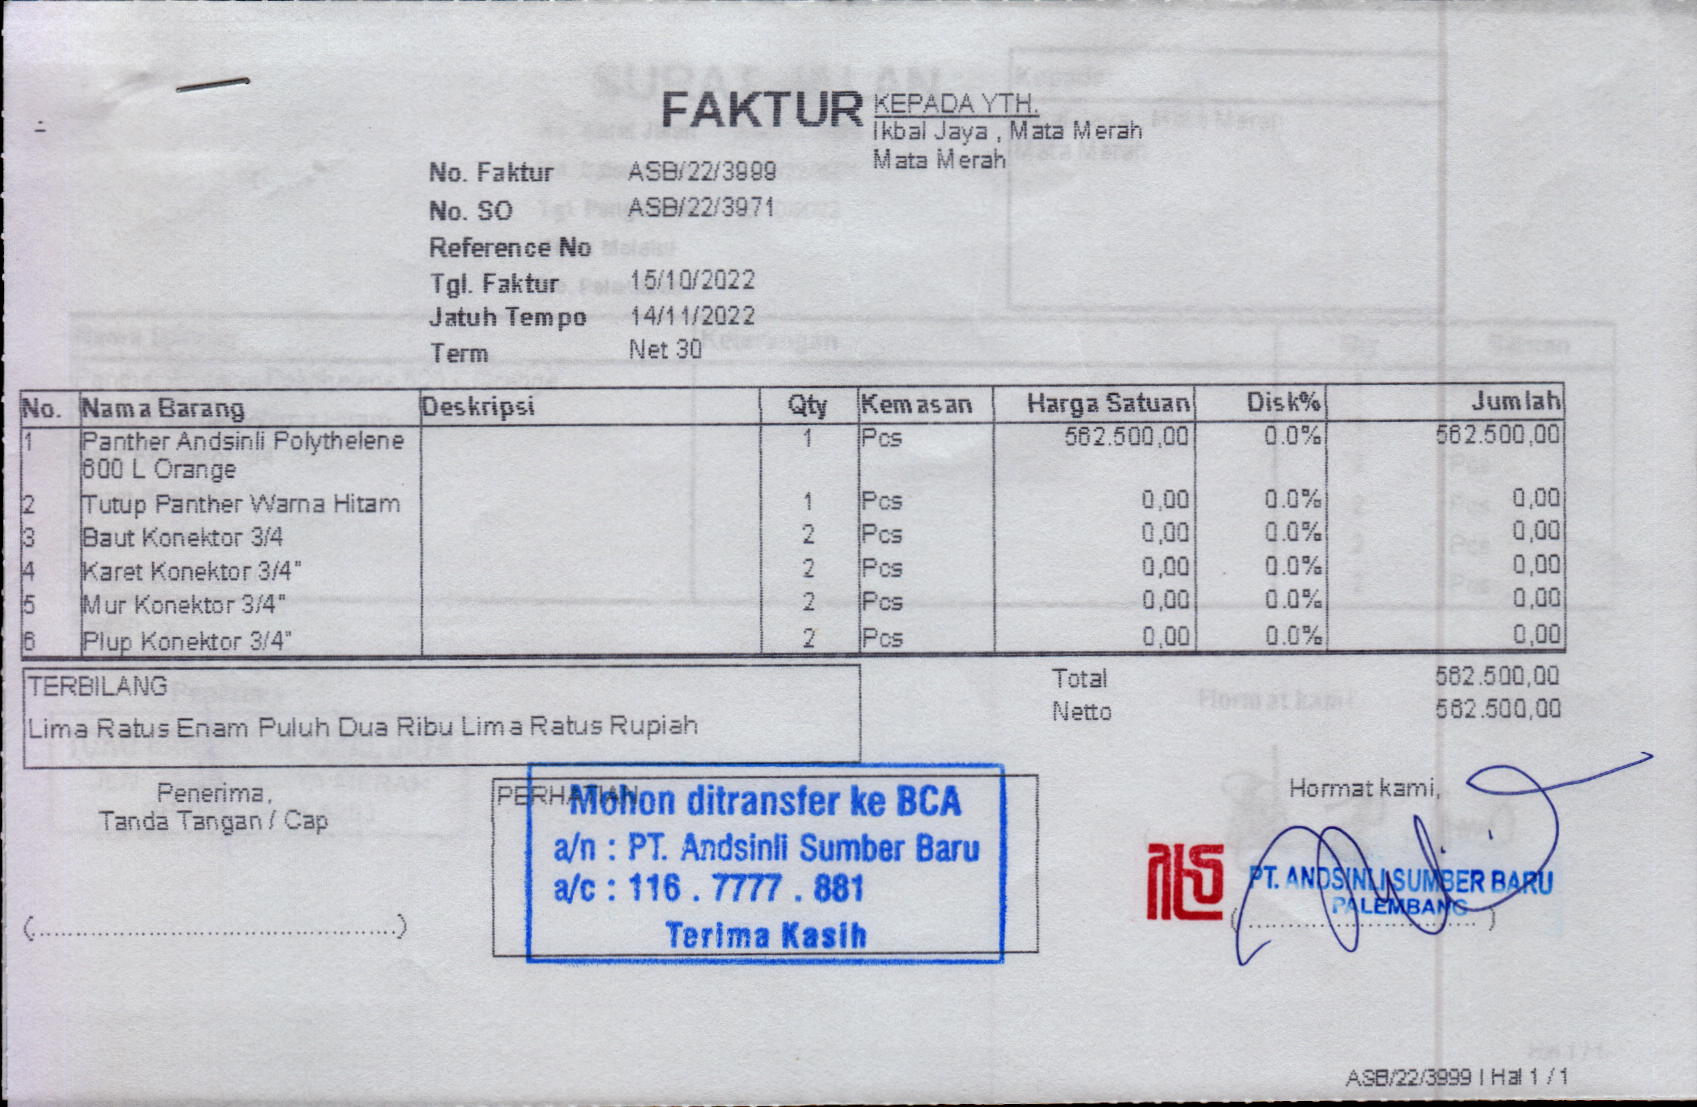 FAKTUR
KEPADA YTH.
Ikbal Jaya , Mata Merah
Mata Merah
No. Faktur ASB/22/3999
No. SO ASB/22/3971
Reference No
Tgl. Faktur 15/10/2022
Jatuh Tempo 14/11/2022
Term Net 30
No. Nama Barang Deskripsi Qty Kemasan Harga Satuan Disk% Jumlah
1 Panther Andsinli Polythelene 1 Pcs 562.500,00 0.0% 562.500,00
600 L Orange
2 Tutup Panther Warna Hitam 1 Pcs 0,00 0.0% 0,00
3 Baut Konektor 3/4 2 Pcs 0,00 0.0% 0,00
4 Karet Konektor 3/4" 2 Pcs 0,00 0.0% 0,00
5 Mur Konektor 3/4" 2 Pcs 0,00 0.0% 0,00
6 Plup Konektor 3/4" 2 Pcs 0,00 0.0% 0,00
TERBILANG
Lima Ratus Enam Puluh Dua Ribu Lima Ratus Rupiah
Total 562.500,00
Netto 562.500,00
Penerima,
Tanda Tangan / Cap
(..................................................)
PERHATIAN
Mohon ditransfer ke BCA
a/n : PT. Andsinli Sumber Baru
a/c : 116 . 7777 . 881
Terima Kasih
Hormat kami,
PT. ANDSINLI SUMBER BARU
PALEMBANG
(..................................)
ASB/22/3999 | Hal 1 / 1